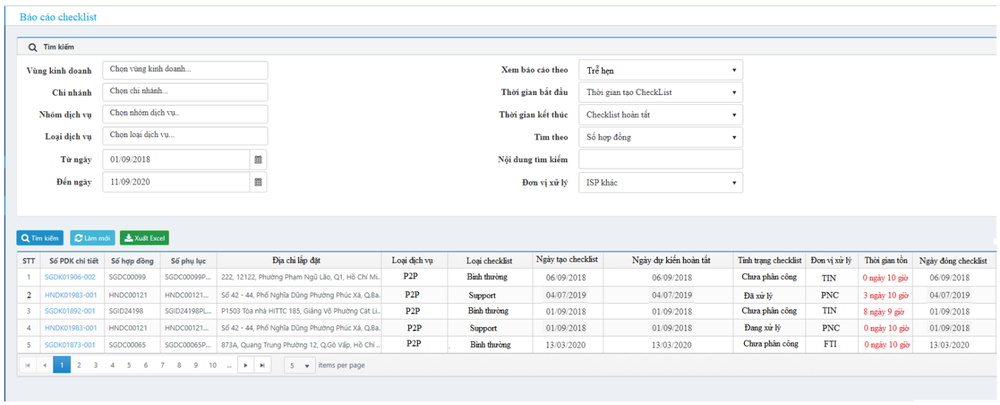 Báo cáo checklist
Tìm kiếm
Vùng kinh doanh Chọn vùng kinh doanh... Xem báo cáo theo Trễ hẹn
Chi nhánh Chọn chi nhánh... Thời gian bắt đầu Thời gian tạo CheckList
Nhóm dịch vụ Chọn nhóm dịch vụ.. Thời gian kết thúc Checklist hoàn tất
Loại dịch vụ Chọn loại dịch vụ... Tìm theo Số hợp đồng
Từ ngày 01/09/2018 Nội dung tìm kiếm
Đến ngày 11/09/2020 Đơn vị xử lý ISP khác
Tìm kiếm Làm mới Xuất Excel
STT Số PDK chi tiết Số hợp đồng Số phụ lục Địa chỉ lắp đặt Loại dịch vụ Loại checklist Ngày tạo checklist Ngày dự kiến hoàn tất Tình trạng checklist Đơn vị xử lý Thời gian tồn Ngày đóng checklist
1 SGDK01906-002 SGDC00099 SGDC00099P... 222, 12122, Phường Phạm Ngũ Lão, Q1, Hồ Chí Mi.. P2P Bình thường 06/09/2018 06/09/2018 Chưa phân công TIN 0 ngày 10 giờ 06/09/2018
2 HNDK01983-001 HNDC00121 HNDC00121... Số 42 - 44, Phố Nghĩa Dũng Phường Phúc Xá, Q.Ba. P2P Support 04/07/2019 04/07/2019 Đã xử lý PNC 3 ngày 10 giờ 04/07/2019
3 SGDK01892-001 SGID24198 SGID24198PL... P1503 Tòa nhà HITTC 185, Giảng Võ Phường Cát Li.. P2P Bình thường 01/09/2018 01/09/2018 Chưa phân công TIN 8 ngày 9 giờ 01/09/2018
4 HNDK01983-001 HNDC00121 HNDC00121... Số 42 - 44, Phố Nghĩa Dũng Phường Phúc Xá, Q.Ba. P2P Support 01/09/2018 01/09/2018 Đang xử lý PNC 0 ngày 10 giờ 01/09/2018
5 SGDK01873-001 SGDC00065 SGDC00065P... 873A, Quang Trung Phường 12, Q.Gò Vấp, Hồ Chí .. P2P Bình thường 13/03/2020 13/03/2020 Chưa phân công FTI 0 ngày 10 giờ 13/03/2020
1 2 3 4 5 6 7 8 9 10 ... 5 items per page